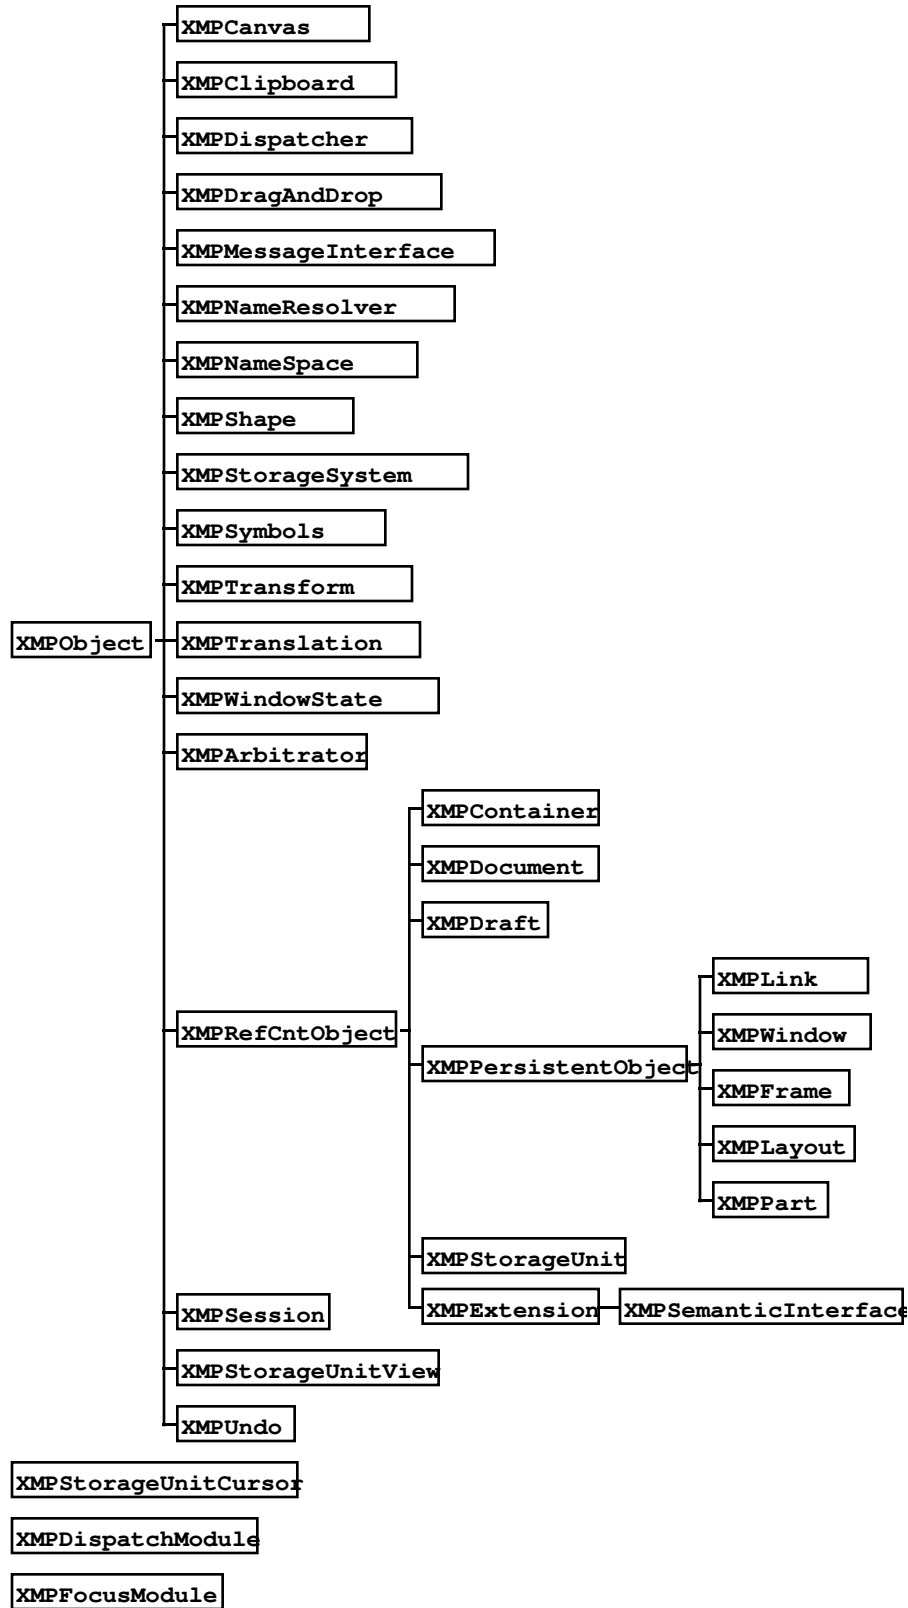 XMPCanvas
XMPClipboard
XMPDispatcher
XMPDragAndDrop
XMPMessageInterface
XMPNameResolver
XMPNameSpace
XMPShape
XMPStorageSystem
XMPSymbols
XMPTransform
XMPObject XMPTranslation
XMPWindowState
XMPArbitrator
XMPContainer
XMPDocument
XMPDraft
XMPLink
XMPRefCntObject XMPWindow
XMPPersistentObject
XMPFrame
XMPLayout
XMPPart
XMPStorageUnit
XMPSession XMPExtension XMPSemanticInterface
XMPStorageUnitView
XMPUndo
XMPStorageUnitCursor
XMPDispatchModule
XMPFocusModule